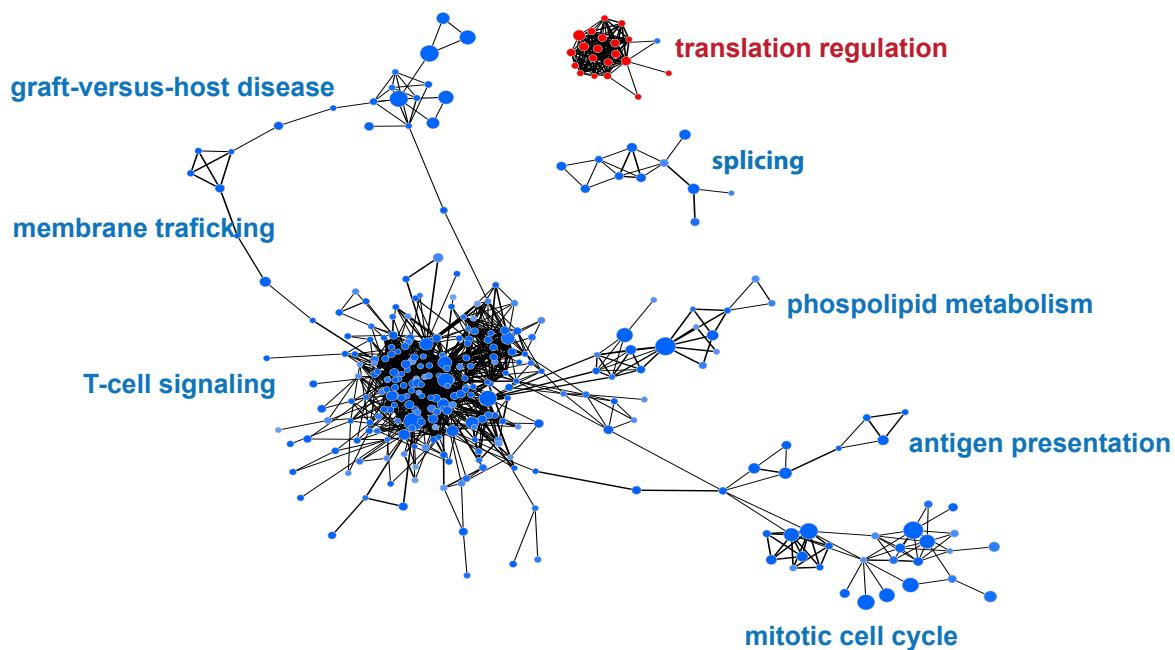 translation regulation
graft-versus-host disease
splicing
membrane traficking
phospolipid metabolism
T-cell signaling
antigen presentation
mitotic cell cycle